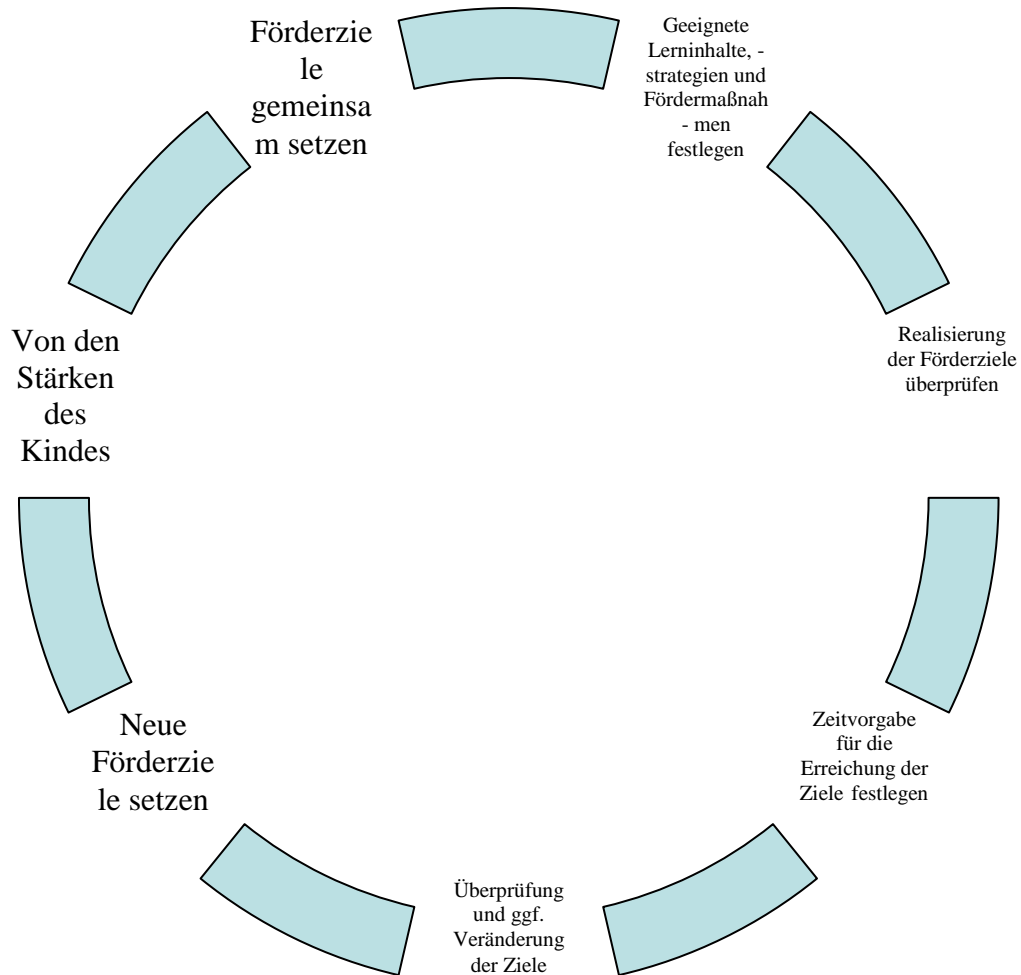 Förderzie
le
gemeinsa
m setzen
Geeignete
Lerninhalte, -
strategien und
Fördermaßnah
- men
festlegen
Realisierung
der Förderziele
überprüfen
Zeitvorgabe
für die
Erreichung der
Ziele festlegen
Überprüfung
und ggf.
Veränderung
der Ziele
Neue
Förderzie
le setzen
Von den
Stärken
des
Kindes